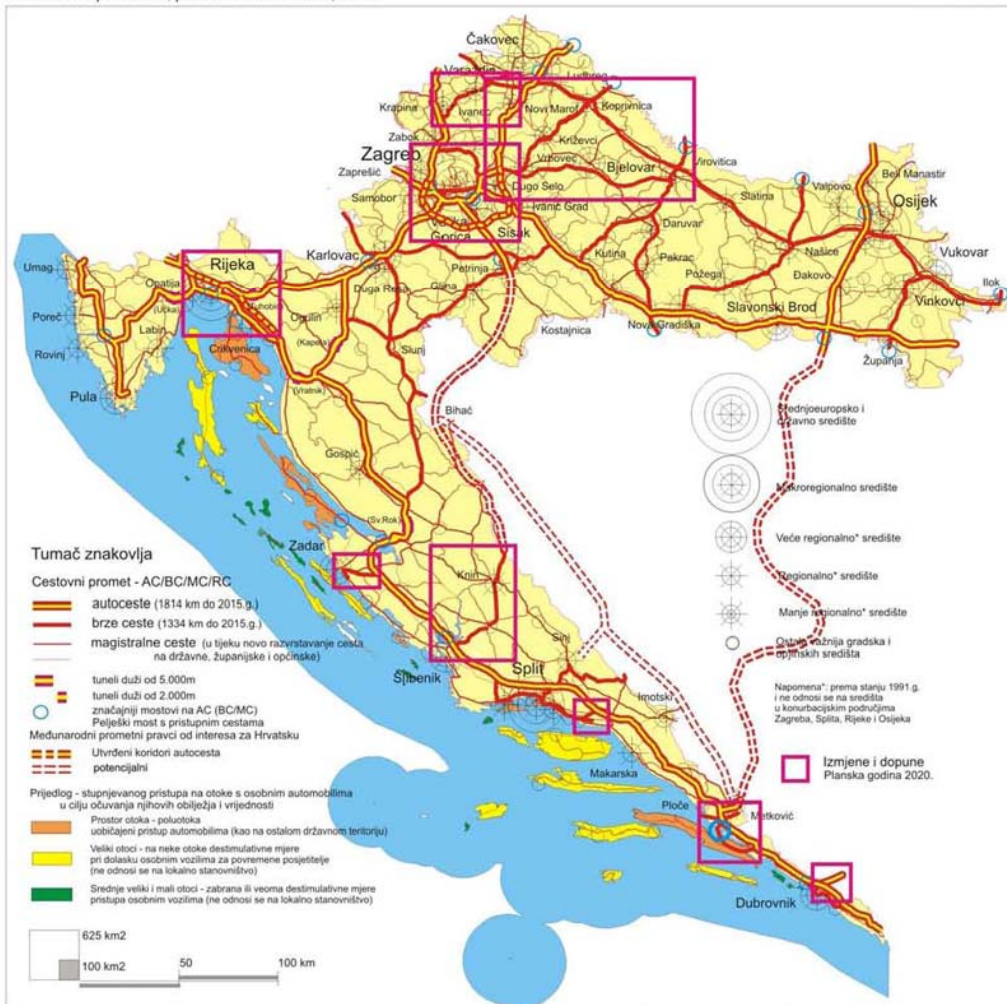 Čakovec
Varaždin
Ludbreg
Krapina
Ivanec
Novi Marof
Koprivnica
Zabok
Križevci
Zagreb
Vrbovec
Bjelovar
Virovitica
Zaprešić
Dugo Selo
Beli Manastir
Valpovo
Samobor
Ivanić Grad
Slatina
Osijek
Velika
Gorica
Sisak
Daruvar
Karlovac
Petrinja
Kutina
Pakrac
Našice
Vukovar
Umag
Rijeka
Opatija
(Učka)
(Tuhobić)
Duga Resa
Glina
Požega
Đakovo
Ilok
Vinkovci
Poreč
Labin
Ogulin
Kostajnica
Nova Gradiška
Slavonski Brod
Rovinj
Crikvenica
(Kapela)
Slunj
Županja
Pula
(Vratnik)
Bihać
Srednjoeuropsko i
državno središte
Gospić
Makroregionalno središte
(Sv.Rok)
Tumač znakovlja
Zadar
Veće regionalno* središte
Cestovni promet - AC/BC/MC/RC
Knin
Regionalno* središte
autoceste (1814 km do 2015.g.)
brze ceste (1334 km do 2015.g.)
Manje regionalno* središte
magistralne ceste (u tijeku novo razvrstavanje cesta
na državne, županijske i općinske)
Sinj
Ostala važnija gradska i
općinskih središta
Šibenik
Split
tuneli duži od 5.000m
tuneli duži od 2.000m
Imotski
Napomena*: prema stanju 1991.g.
i ne odnosi se na središta
u konurbacijskim područjima
Zagreba, Splita, Rijeke i Osijeka
značajniji mostovi na AC (BC/MC)
Pelješki most s pristupnim cestama
Međunarodni prometni pravci od interesa za Hrvatsku
Utvrđeni koridori autocesta
potencijalni
Makarska
Izmjene i dopune
Planska godina 2020.
Prijedlog - stupnjevanog pristupa na otoke s osobnim automobilima
u cilju očuvanja njihovih obilježja i vrijednosti
Ploče
Metković
Prostor otoka - poluotoka
uobičajeni pristup automobilima (kao na ostalom državnom teritoriju)
Veliki otoci - na neke otoke destimulativne mjere
pri dolasku osobnim vozilima za povremene posjetitelje
(ne odnosi se na lokalno stanovništvo)
Srednje veliki i mali otoci - zabrana ili veoma destimulativne mjere
pristupa osobnim vozilima (ne odnosi se na lokalno stanovništvo)
Dubrovnik
625 km2
100 km2
50
100 km